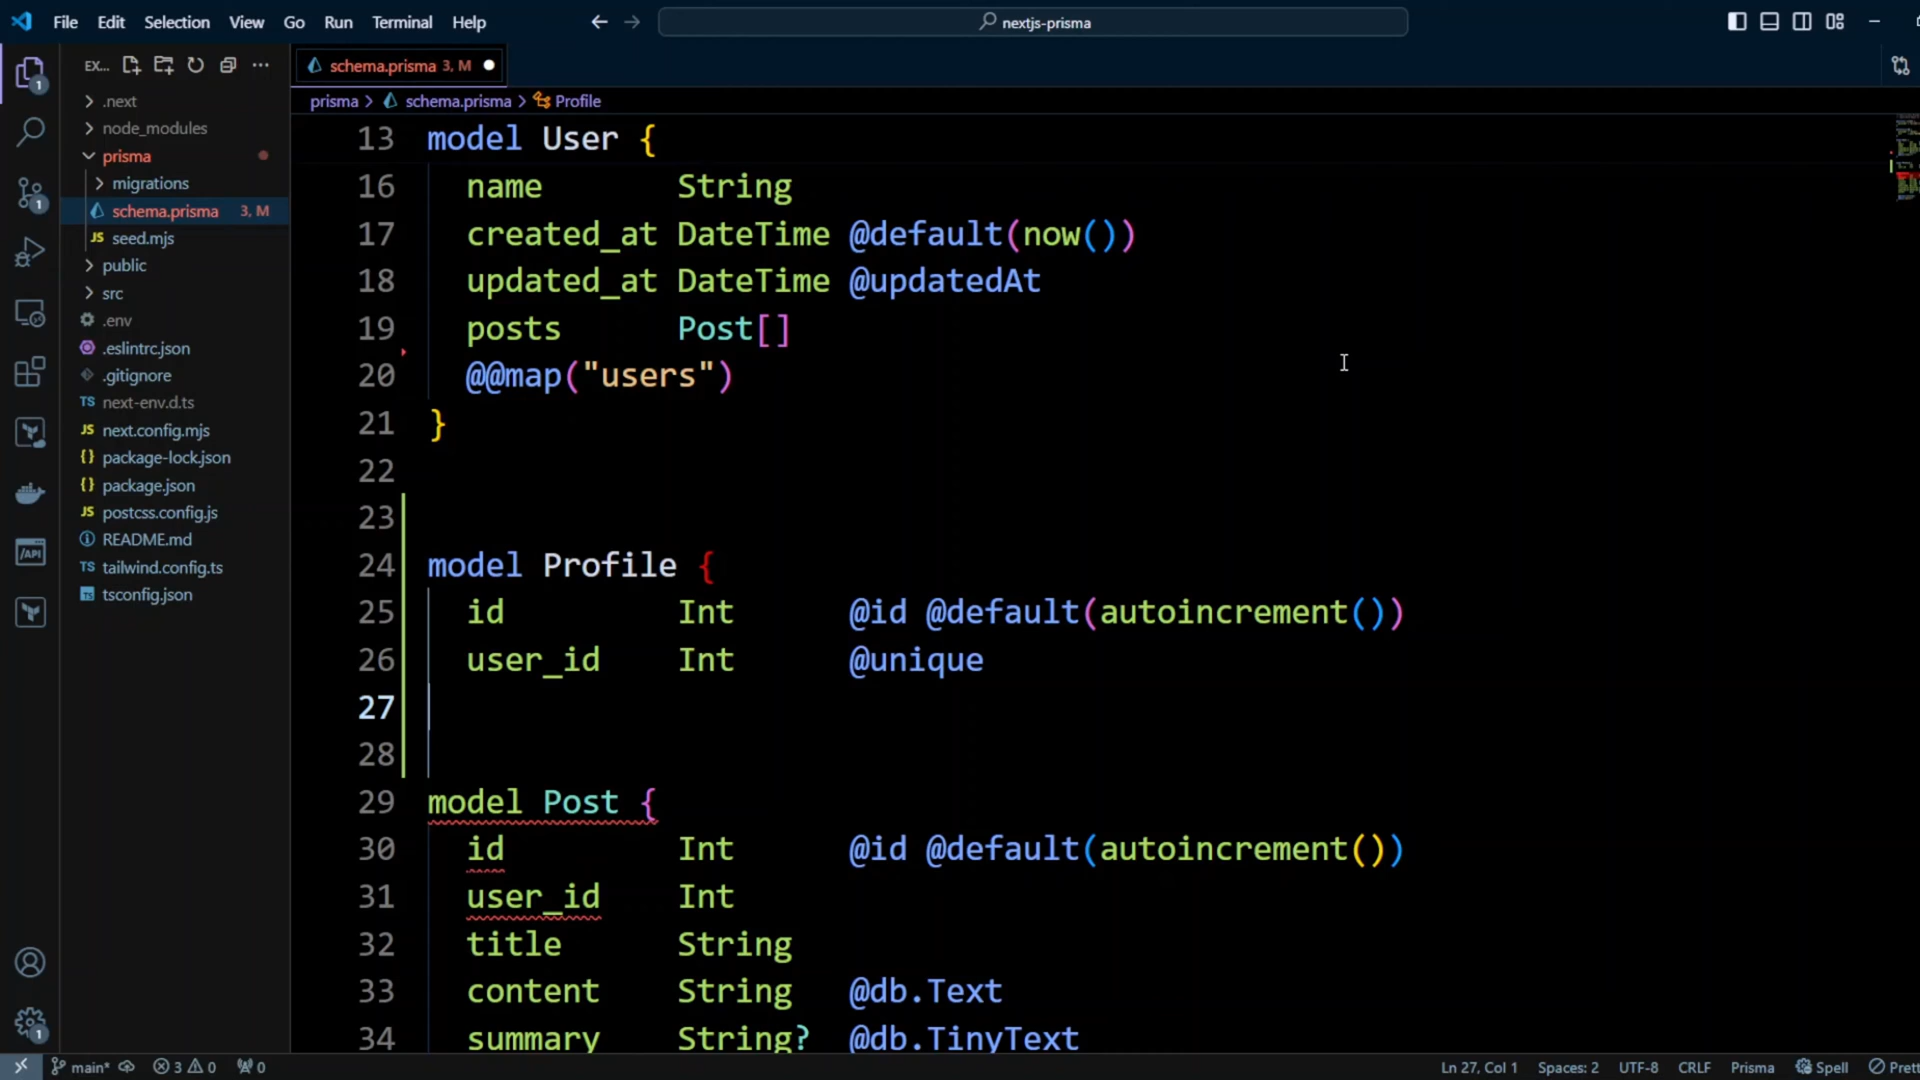 File Edit Selection View Go Run Terminal Help
nextjs-prisma
EX...
schema.prisma 3, M
prisma > schema.prisma > Profile
.next
node_modules
prisma
migrations
schema.prisma 3, M
seed.mjs
public
src
.env
.eslintrc.json
.gitignore
TS next-env.d.ts
JS next.config.mjs
{} package-lock.json
{} package.json
JS postcss.config.js
README.md
TS tailwind.config.ts
tsconfig.json
13 model User {
16 name String
17 created_at DateTime @default(now())
18 updated_at DateTime @updatedAt
19 posts Post[]
20 @@map("users")
21 }
22
23
24 model Profile {
25 id Int @id @default(autoincrement())
26 user_id Int @unique
27
28
29 model Post {
30 id Int @id @default(autoincrement())
31 user_id Int
32 title String
33 content String @db.Text
34 summary String? @db.TinyText
main* 3 0 0
Ln 27, Col 1 Spaces: 2 UTF-8 CRLF Prisma Spell Prett